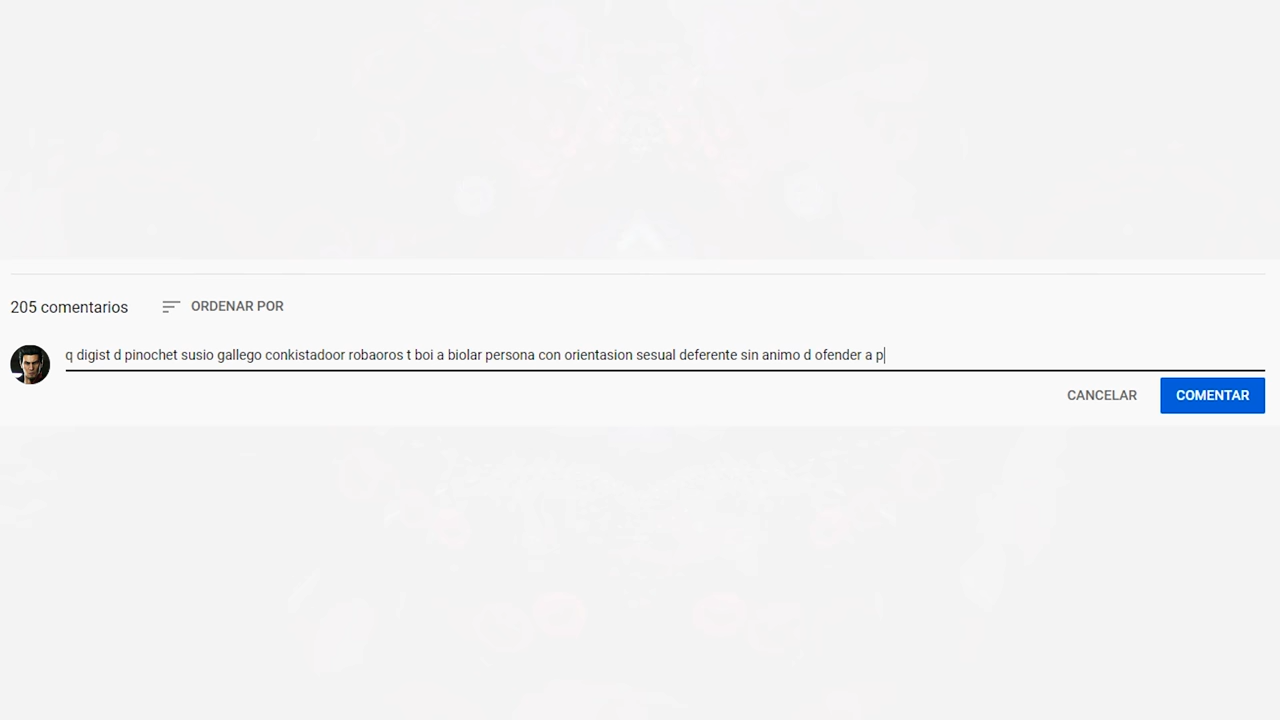 205 comentarios ORDENAR POR
q digist d pinochet susio gallego conkistadoor robaoros t boi a biolar persona con orientasion sesual deferente sin animo d ofender a p
CANCELAR COMENTAR